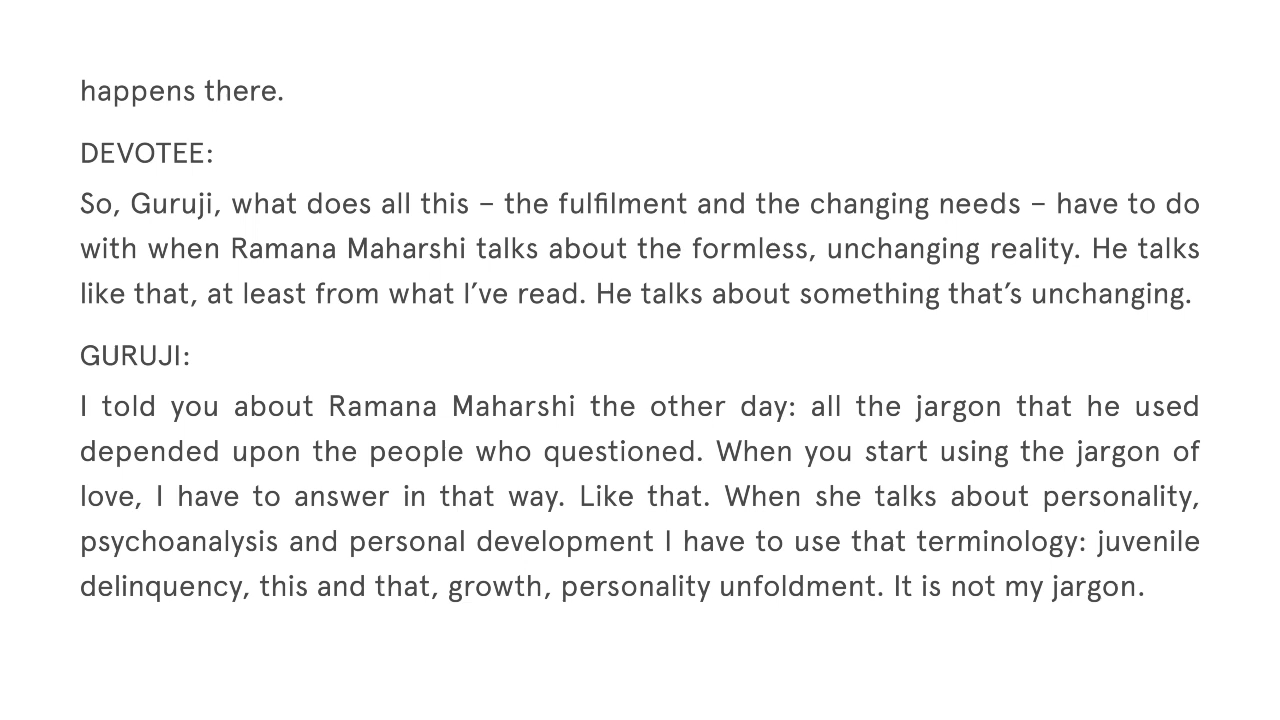 happens there.
DEVOTEE:
So, Guruji, what does all this – the fulfilment and the changing needs – have to do
with when Ramana Maharshi talks about the formless, unchanging reality. He talks
like that, at least from what I’ve read. He talks about something that’s unchanging.
GURUJI:
I told you about Ramana Maharshi the other day: all the jargon that he used
depended upon the people who questioned. When you start using the jargon of
love, I have to answer in that way. Like that. When she talks about personality,
psychoanalysis and personal development I have to use that terminology: juvenile
delinquency, this and that, growth, personality unfoldment. It is not my jargon.